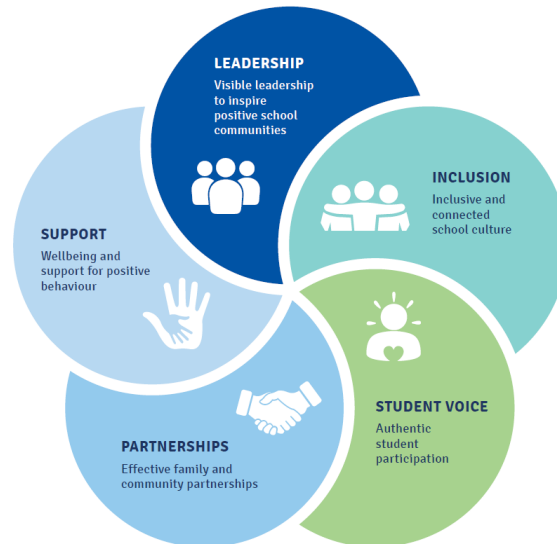 LEADERSHIP
Visible leadership
to inspire
positive school
communities
INCLUSION
Inclusive and
connected
school culture
STUDENT VOICE
Authentic
student
participation
PARTNERSHIPS
Effective family and
community partnerships
SUPPORT
Wellbeing and
support for positive
behaviour